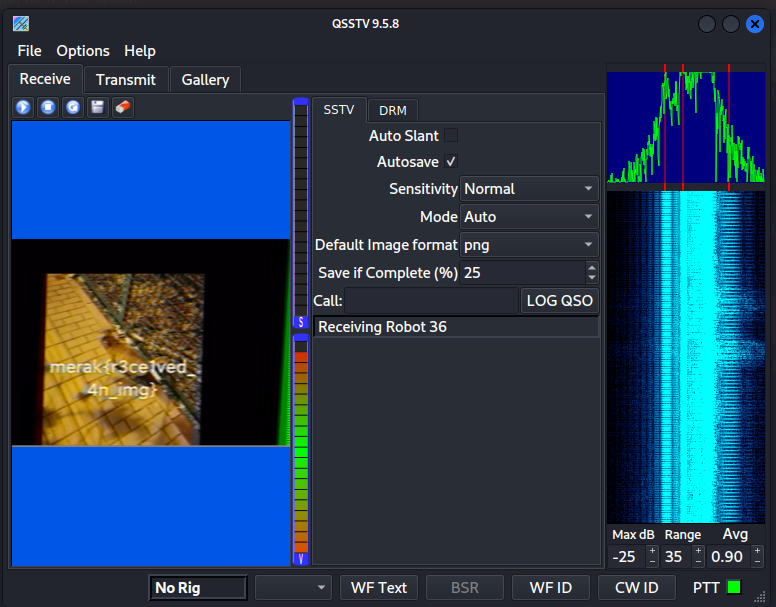 QSSTV 9.5.8
File Options Help
Receive Transmit Gallery
SSTV DRM
Auto Slant
Autosave ✓
Sensitivity Normal
Mode Auto
Default Image format png
Save if Complete (%) 25
Call: LOG QSO
Receiving Robot 36
merak{r3ce1ved_
4n_img}
S
V
Max dB Range Avg
-25 35 0.90
No Rig WF Text BSR WF ID CW ID PTT